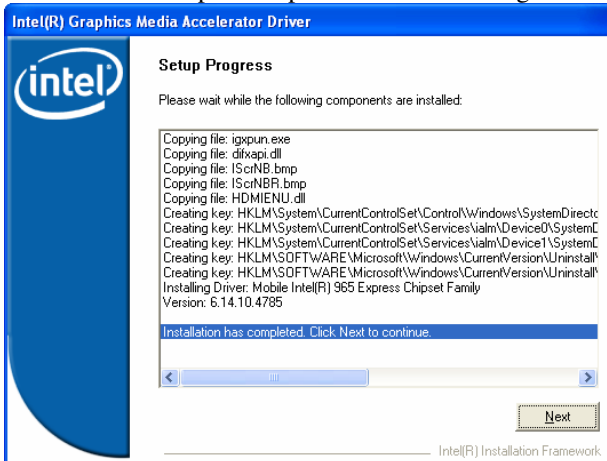 Intel(R) Graphics Media Accelerator Driver
intel
Setup Progress
Please wait while the following components are installed:
Copying file: igxpun.exe
Copying file: difxapi.dll
Copying file: IScrNB.bmp
Copying file: IScrNBR.bmp
Copying file: HDMIENU.dll
Creating key: HKLM\System\CurrentControlSet\Control\Windows\SystemDirecto
Creating key: HKLM\System\CurrentControlSet\Services\ialm\Device0\SystemD
Creating key: HKLM\System\CurrentControlSet\Services\ialm\Device1\SystemD
Creating key: HKLM\SOFTWARE\Microsoft\Windows\CurrentVersion\Uninstall\
Creating key: HKLM\SOFTWARE\Microsoft\Windows\CurrentVersion\Uninstall\
Installing Driver: Mobile Intel(R) 965 Express Chipset Family
Version: 6.14.10.4785
Installation has completed. Click Next to continue.
Next
Intel(R) Installation Framework